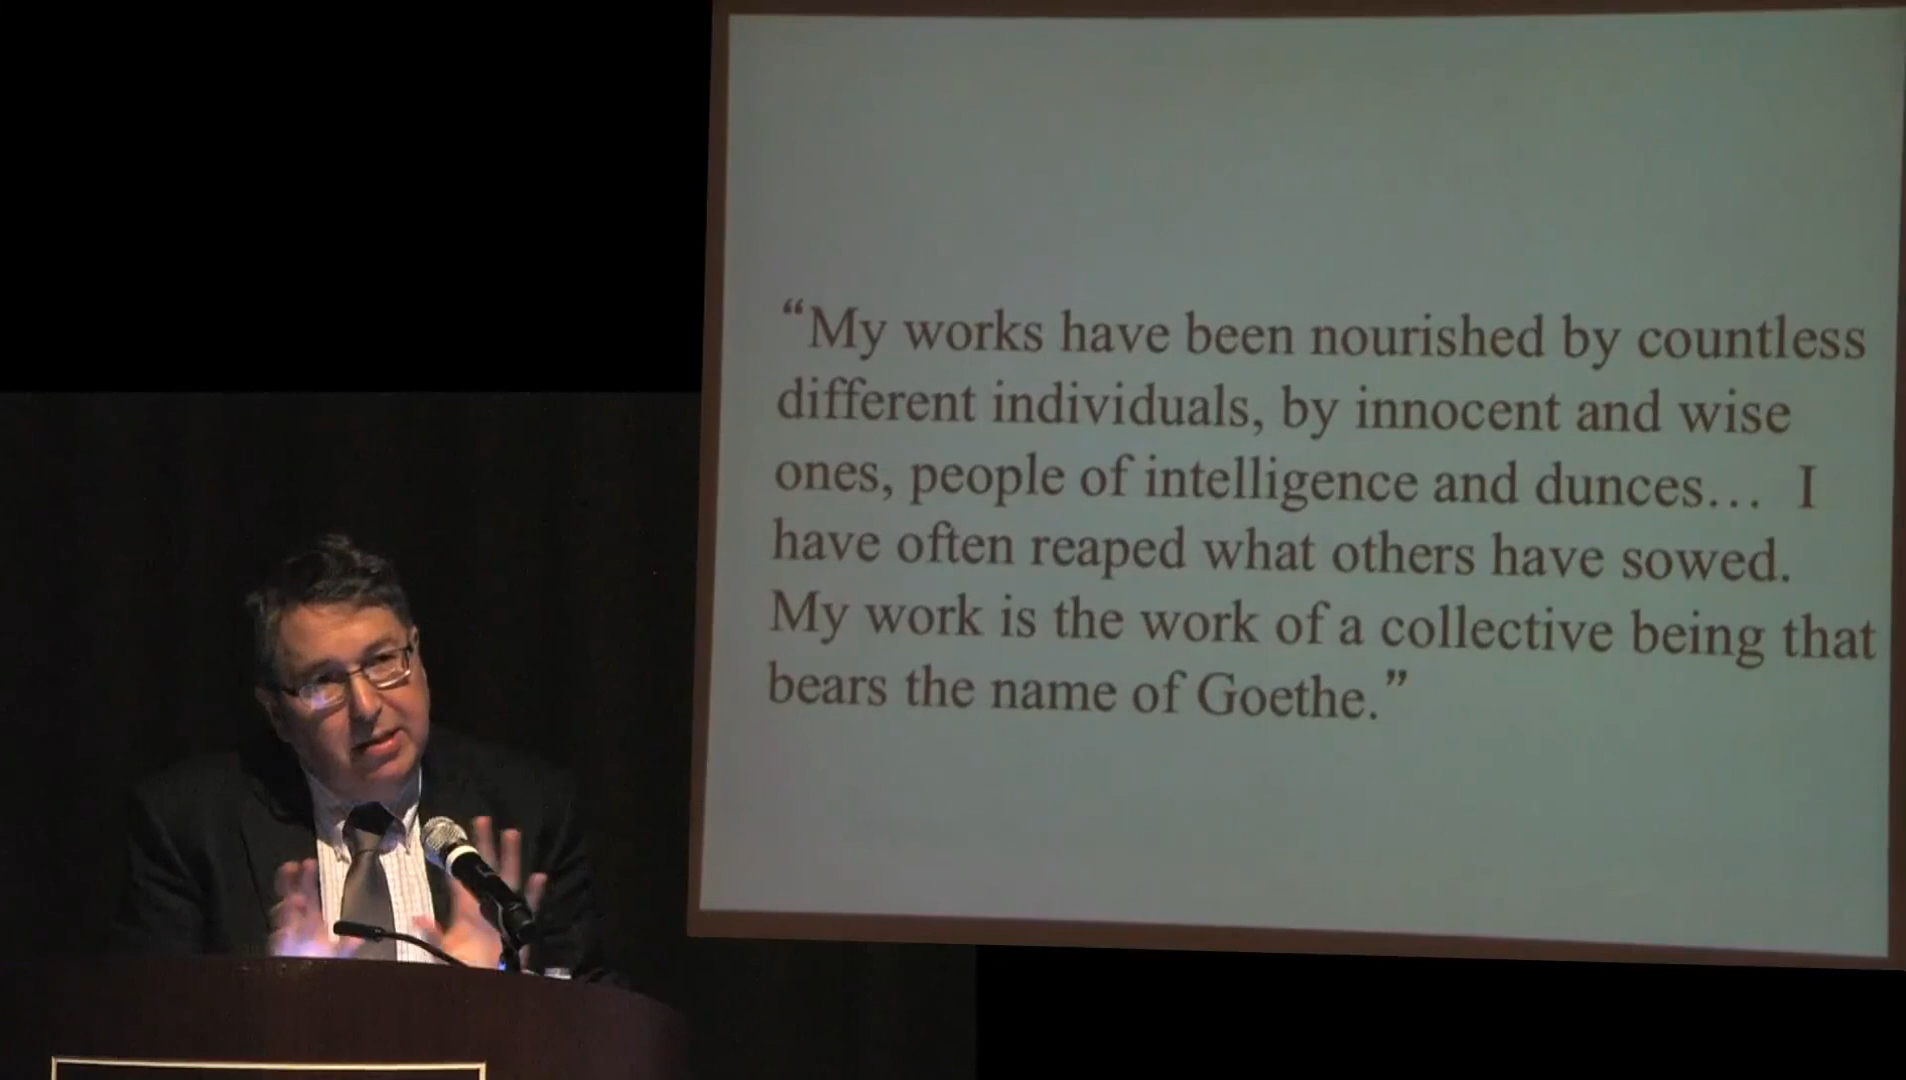 “My works have been nourished by countless
different individuals, by innocent and wise
ones, people of intelligence and dunces…  I
have often reaped what others have sowed.
My work is the work of a collective being that
bears the name of Goethe.”